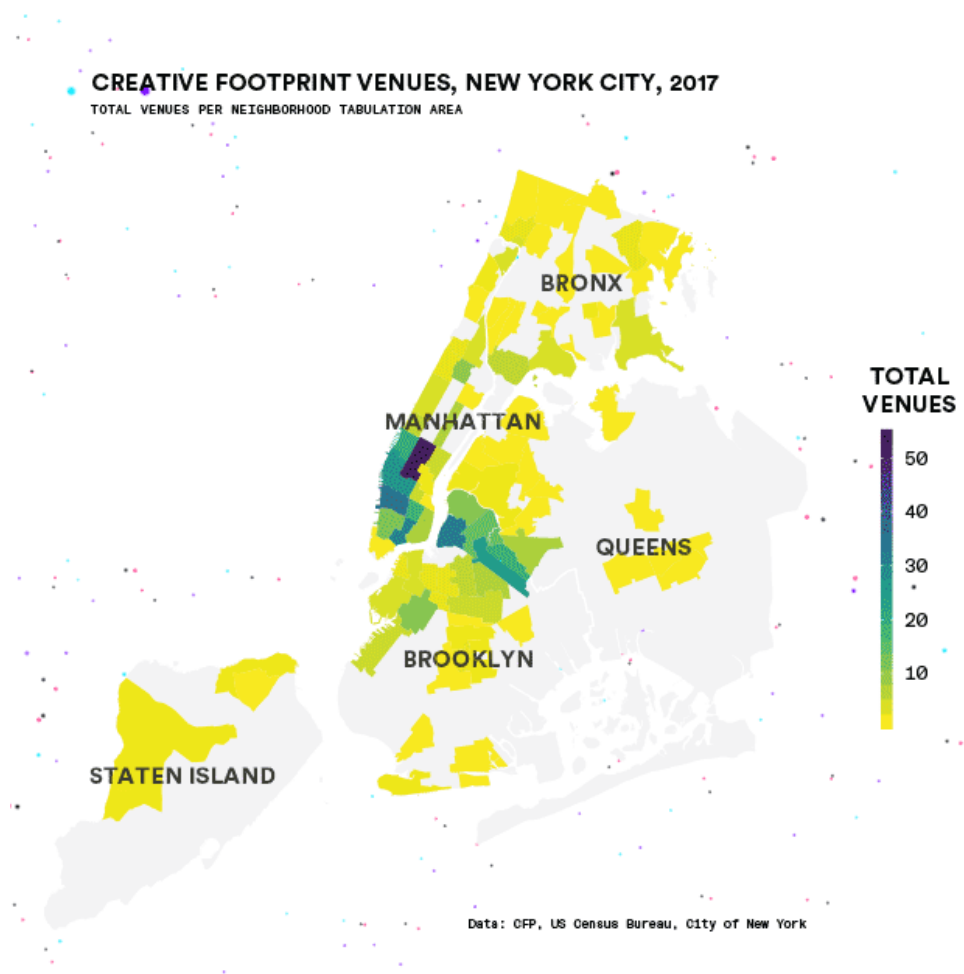 CREATIVE FOOTPRINT VENUES, NEW YORK CITY, 2017
TOTAL VENUES PER NEIGHBORHOOD TABULATION AREA
BRONX
TOTAL
VENUES
MANHATTAN
50
40
QUEENS
30
20
BROOKLYN
10
STATEN ISLAND
Data: CFP, US Census Bureau, City of New York